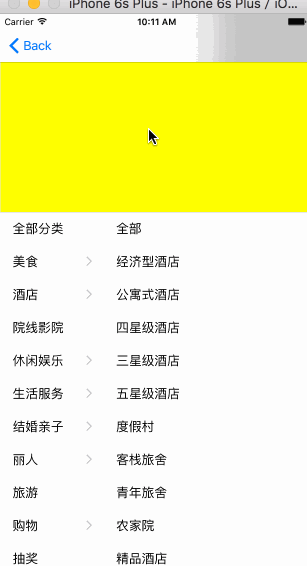 iPhone 6s Plus - iPhone 6s Plus / iO...
Carrier 10:11 AM
Back
全部分类 全部
美食 经济型酒店
酒店 公寓式酒店
院线影院 四星级酒店
休闲娱乐 三星级酒店
生活服务 五星级酒店
结婚亲子 度假村
丽人 客栈旅舍
旅游 青年旅舍
购物 农家院
抽奖 精品酒店